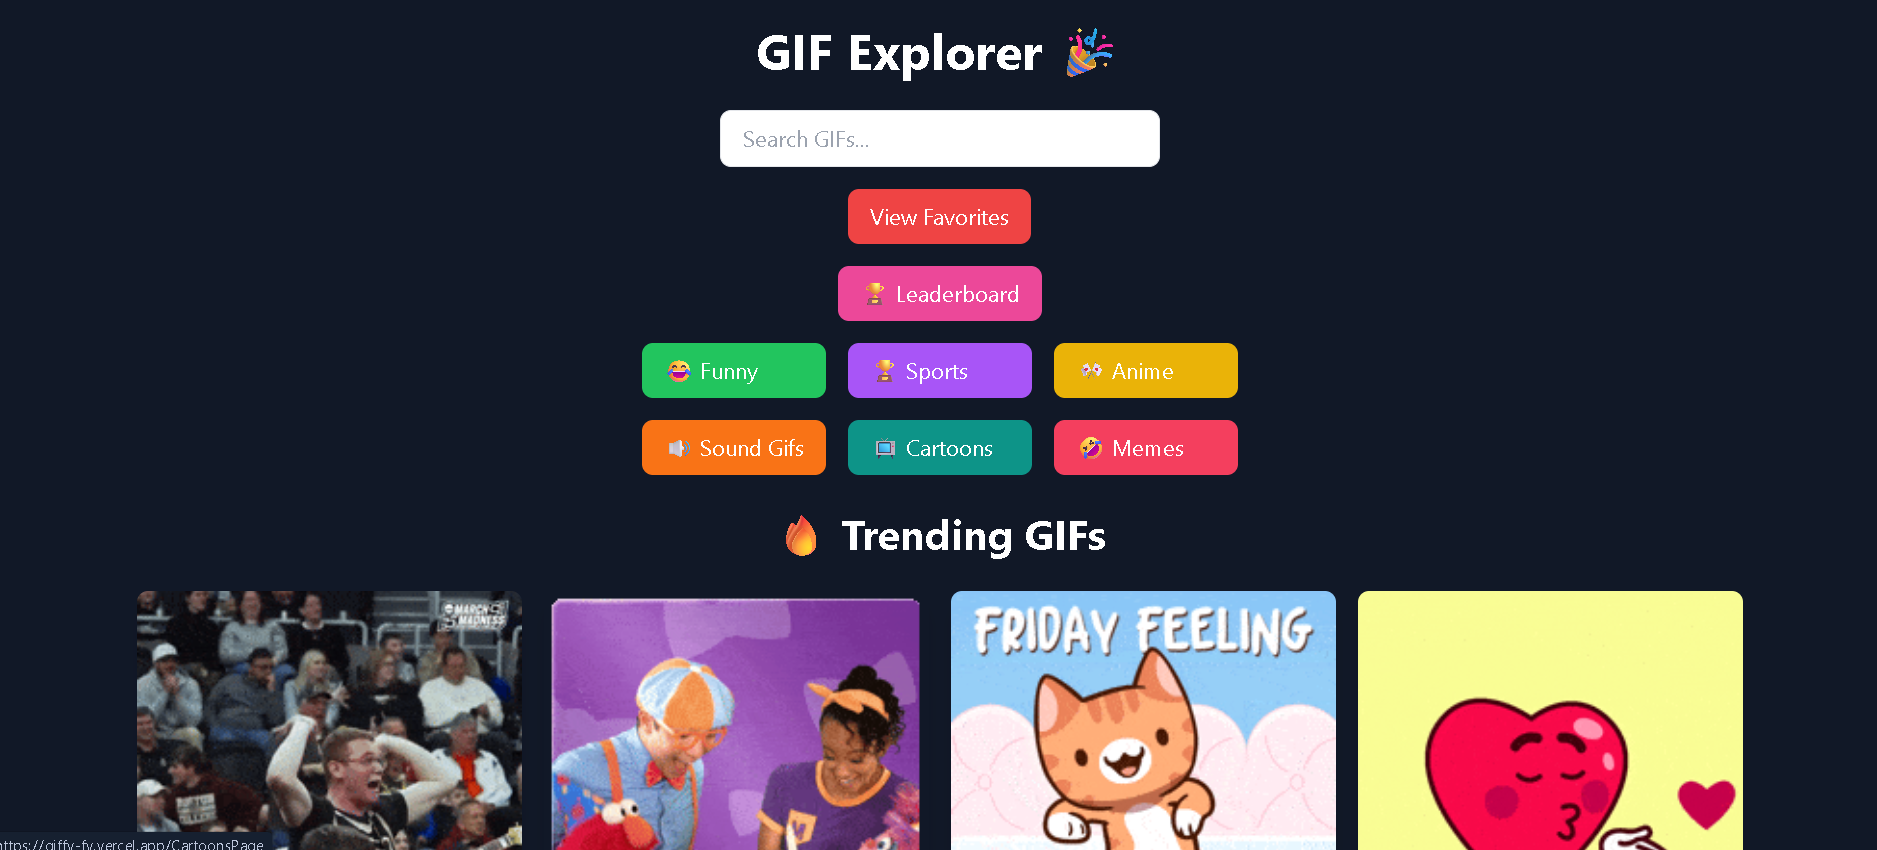 GIF Explorer 🎉
Search GIFs...
View Favorites
🏆 Leaderboard
😂 Funny
🏆 Sports
🎌 Anime
🔊 Sound Gifs
📺 Cartoons
🤣 Memes
🔥 Trending GIFs
MARCH
MADNESS
FRIDAY FEELING
https://giffy-fy.vercel.app/CartoonsPage